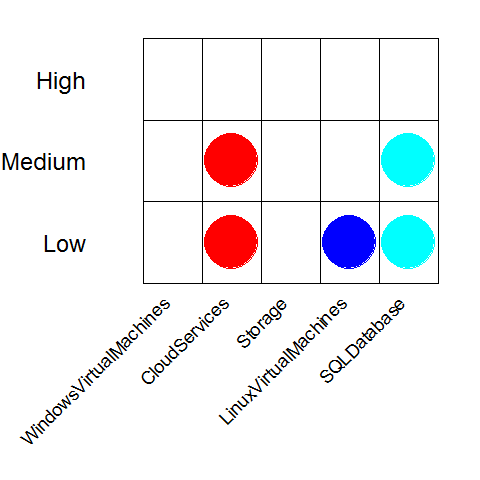 High
Medium
Low
WindowsVirtualMachines
CloudServices
Storage
LinuxVirtualMachines
SQLDatabase